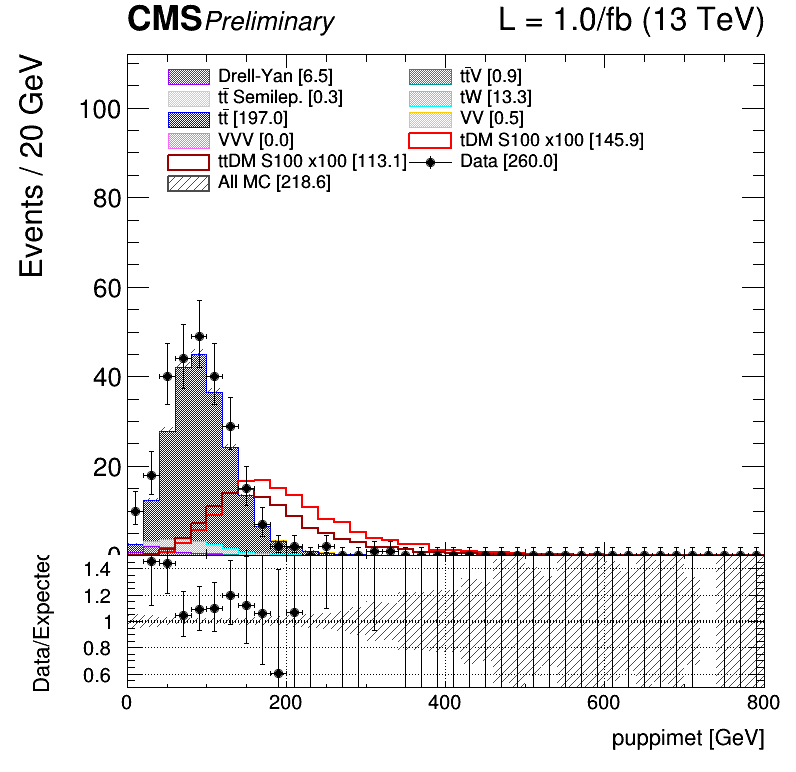 CMS Preliminary L = 1.0/fb (13 TeV)
Events / 20 GeV
Drell-Yan [6.5] tt̄V [0.9]
tt̄ Semilep. [0.3] tW [13.3]
tt̄ [197.0] VV [0.5]
VVV [0.0] tDM S100 x100 [145.9]
ttDM S100 x100 [113.1] Data [260.0]
All MC [218.6]
100
80
60
40
20
0
Data/Expected
1.4
1.2
1
0.8
0.6
0 200 400 600 800
puppimet [GeV]